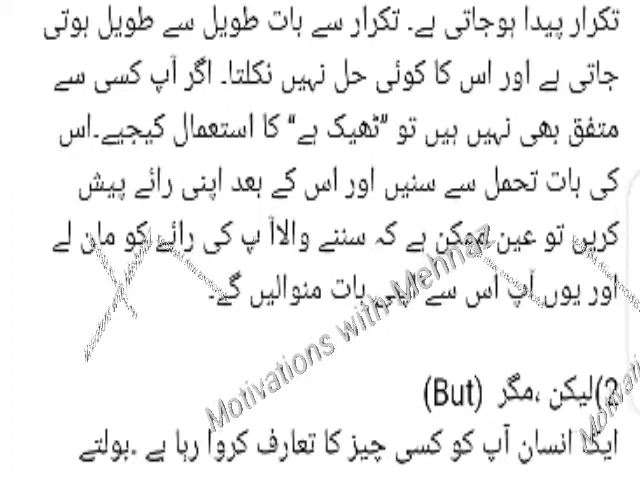 تکرار پیدا ہوجاتی ہے۔ تکرار سے بات طویل سے طویل ہوتی
جاتی ہے اور اس کا کوئی حل نہیں نکلتا۔ اگر آپ کسی سے
متفق بھی نہیں ہیں تو ”ٹھیک ہے“ کا استعمال کیجیے۔اس
کی بات تحمل سے سنیں اور اس کے بعد اپنی رائے پیش
کریں تو عین ممکن ہے کہ سننے والاآ پ کی رائے کو مان لے
اور یوں آپ اس سے اپنی بات منوالیں گے۔
Motivations with Mehnaz
2)لیکن ،مگر (But)
ایک انسان آپ کو کسی چیز کا تعارف کروا رہا ہے .بولتے